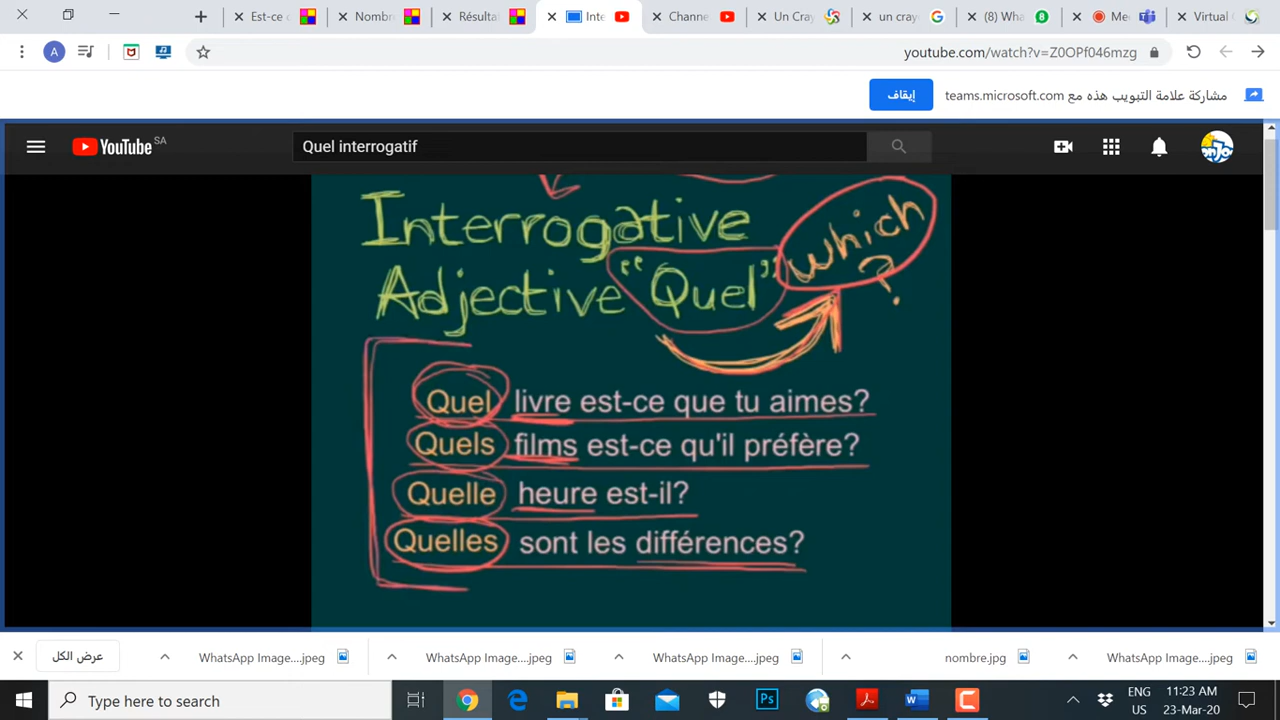 Est-ce c
Nombr
Résulta
Inte
Channe
Un Cray
un cray
(8) Wha
Me
Virtual C
A
youtube.com/watch?v=Z0OPf046mzg
إيقاف
مشاركة علامة التبويب هذه مع teams.microsoft.com
YouTube SA
Quel interrogatif
Interrogative
Adjective "Quel"
which
?
Quel livre est-ce que tu aimes?
Quels films est-ce qu'il préfère?
Quelle heure est-il?
Quelles sont les différences?
عرض الكل
WhatsApp Image....jpeg
WhatsApp Image....jpeg
WhatsApp Image....jpeg
nombre.jpg
WhatsApp Image....jpeg
Type here to search
Ps
ENG
US
11:23 AM
23-Mar-20